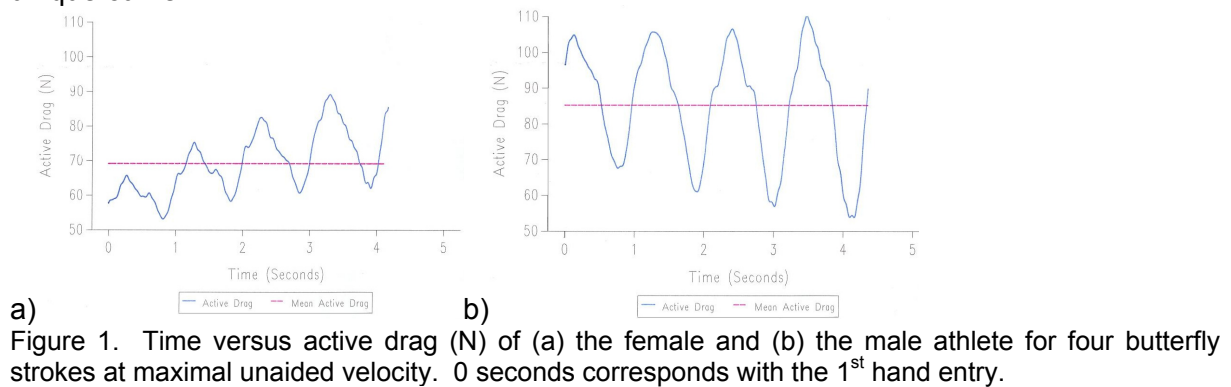 110
100
90
80
70
60
50
Active Drag (N)
0 1 2 3 4 5
Time (Seconds)
Active Drag Mean Active Drag
a)
110
100
90
80
70
60
50
Active Drag (N)
0 1 2 3 4 5
Time (Seconds)
Active Drag Mean Active Drag
b)
Figure 1. Time versus active drag (N) of (a) the female and (b) the male athlete for four butterfly
strokes at maximal unaided velocity. 0 seconds corresponds with the 1st hand entry.